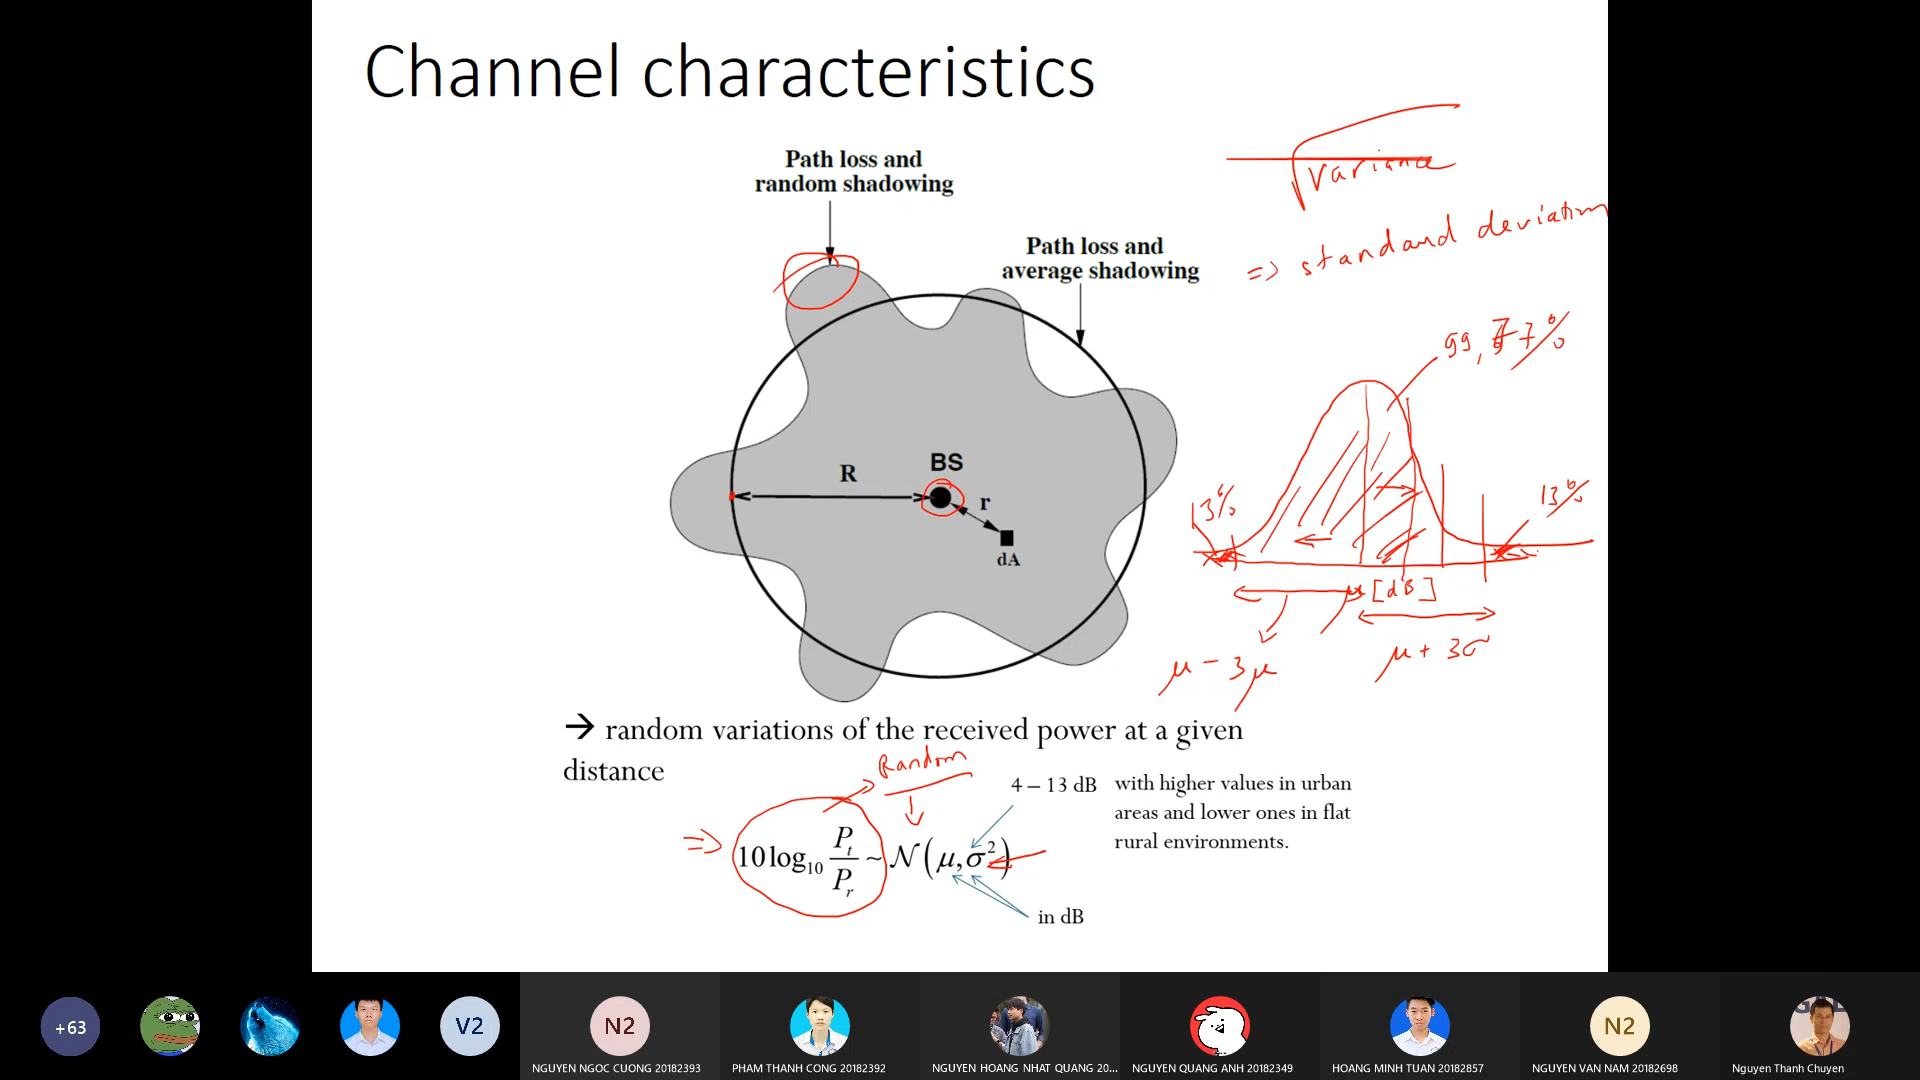 Channel characteristics
Path loss and
random shadowing
Variance
=> standard deviation
Path loss and
average shadowing
BS
R
r
dA
13%
13%
μ [dB]
μ - 3μ
μ + 3σ
→ random variations of the received power at a given
distance
Random
4 – 13 dB
with higher values in urban
areas and lower ones in flat
rural environments.
=> 10 log₁₀ Pt/Pr ~ N(μ,σ²)
in dB
+63
V2
N2
N2
NGUYEN NGOC CUONG 20182393
PHAM THANH CONG 20182392
NGUYEN HOANG NHAT QUANG 20...
NGUYEN QUANG ANH 20182349
HOANG MINH TUAN 20182857
NGUYEN VAN NAM 20182698
Nguyen Thanh Chuyen